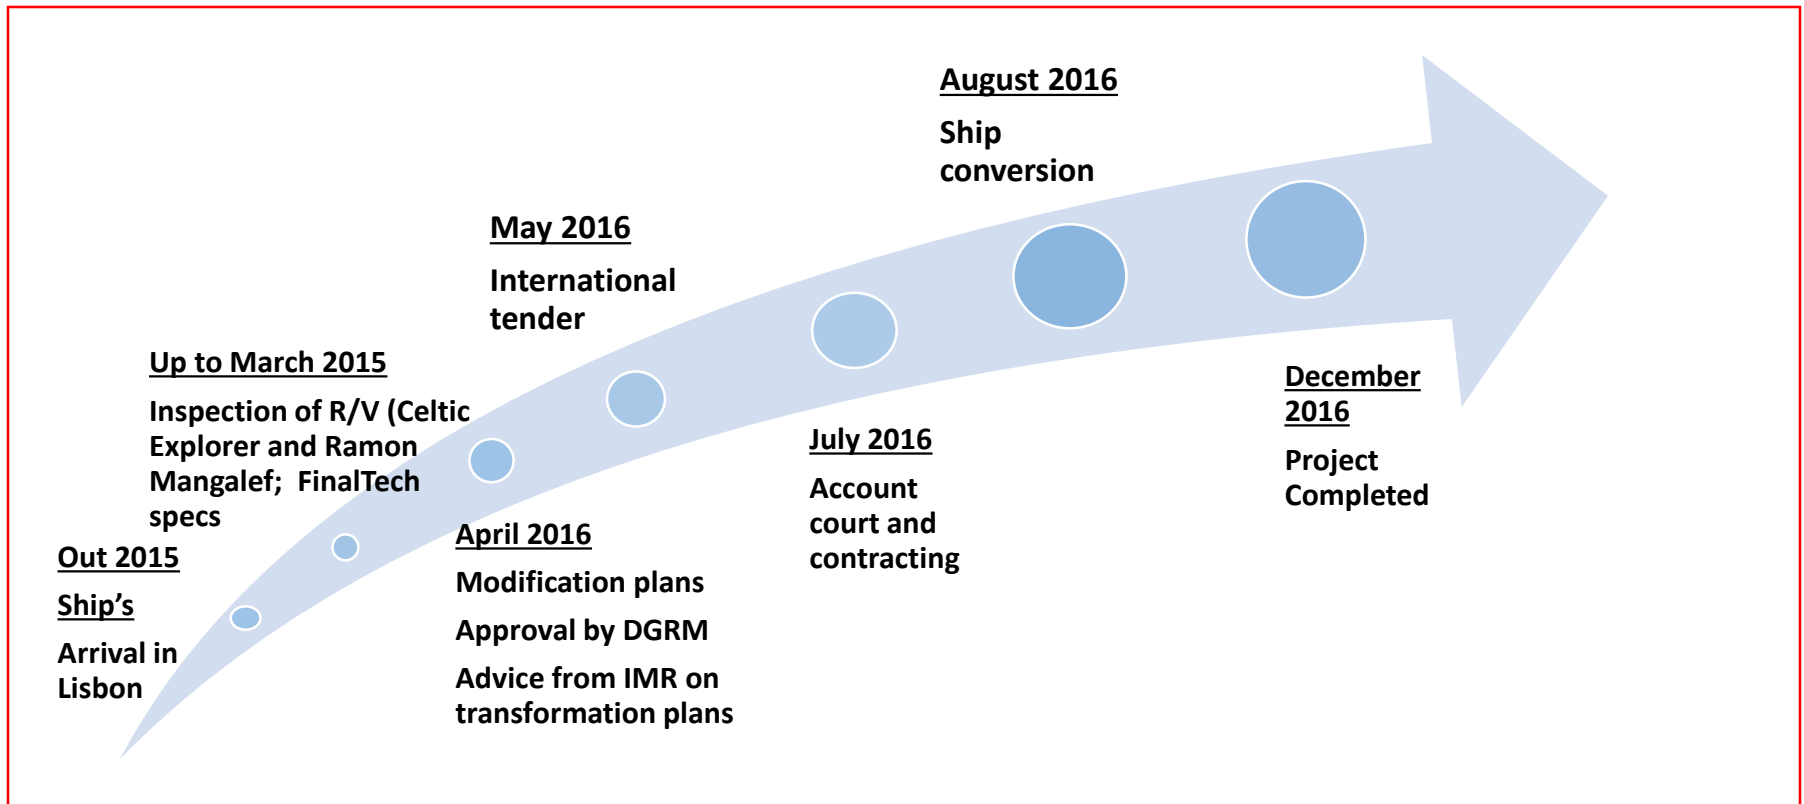 Out 2015
Ship’s
Arrival in
Lisbon
Up to March 2015
Inspection of R/V (Celtic
Explorer and Ramon
Mangalef;  FinalTech
specs
April 2016
Modification plans
Approval by DGRM
Advice from IMR on
transformation plans
May 2016
International
tender
July 2016
Account
court and
contracting
August 2016
Ship
conversion
December
2016
Project
Completed